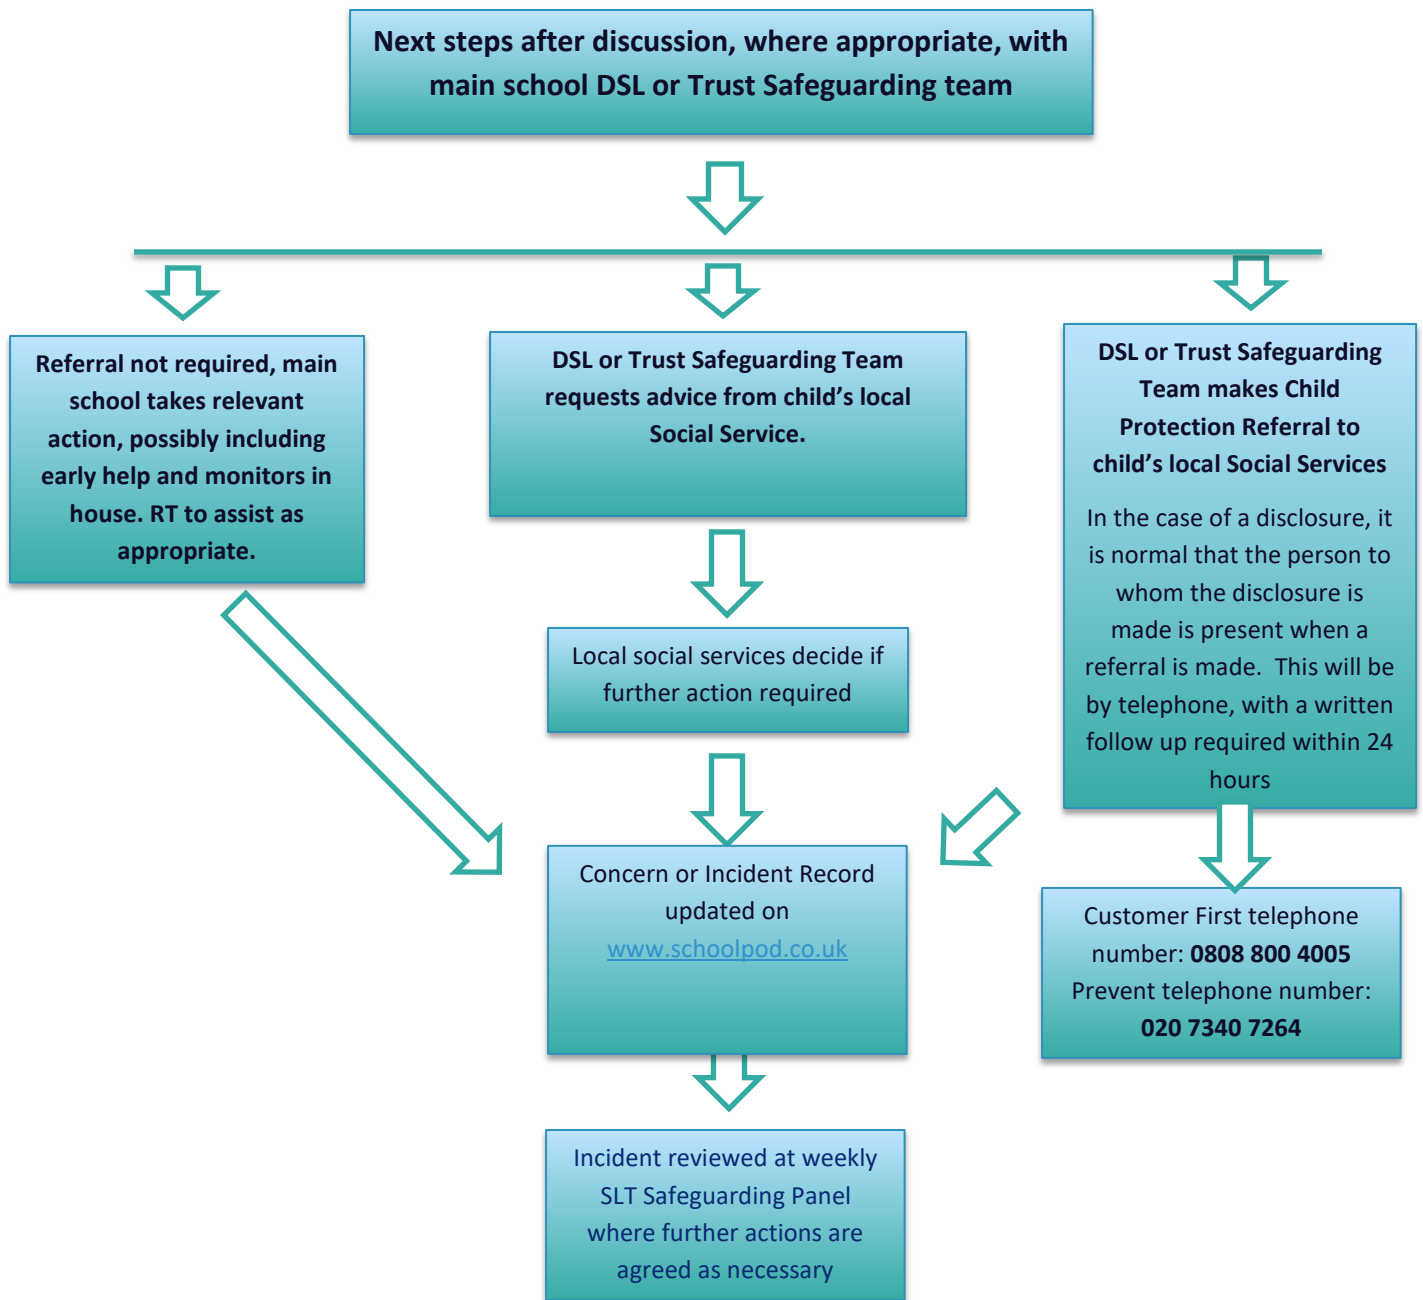 Next steps after discussion, where appropriate, with
main school DSL or Trust Safeguarding team
Referral not required, main
school takes relevant
action, possibly including
early help and monitors in
house. RT to assist as
appropriate.
DSL or Trust Safeguarding Team
requests advice from child’s local
Social Service.
DSL or Trust Safeguarding
Team makes Child
Protection Referral to
child’s local Social Services
In the case of a disclosure, it
is normal that the person to
whom the disclosure is
made is present when a
referral is made.  This will be
by telephone, with a written
follow up required within 24
hours
Local social services decide if
further action required
Concern or Incident Record
updated on
www.schoolpod.co.uk
Customer First telephone
number: 0808 800 4005
Prevent telephone number:
020 7340 7264
Incident reviewed at weekly
SLT Safeguarding Panel
where further actions are
agreed as necessary